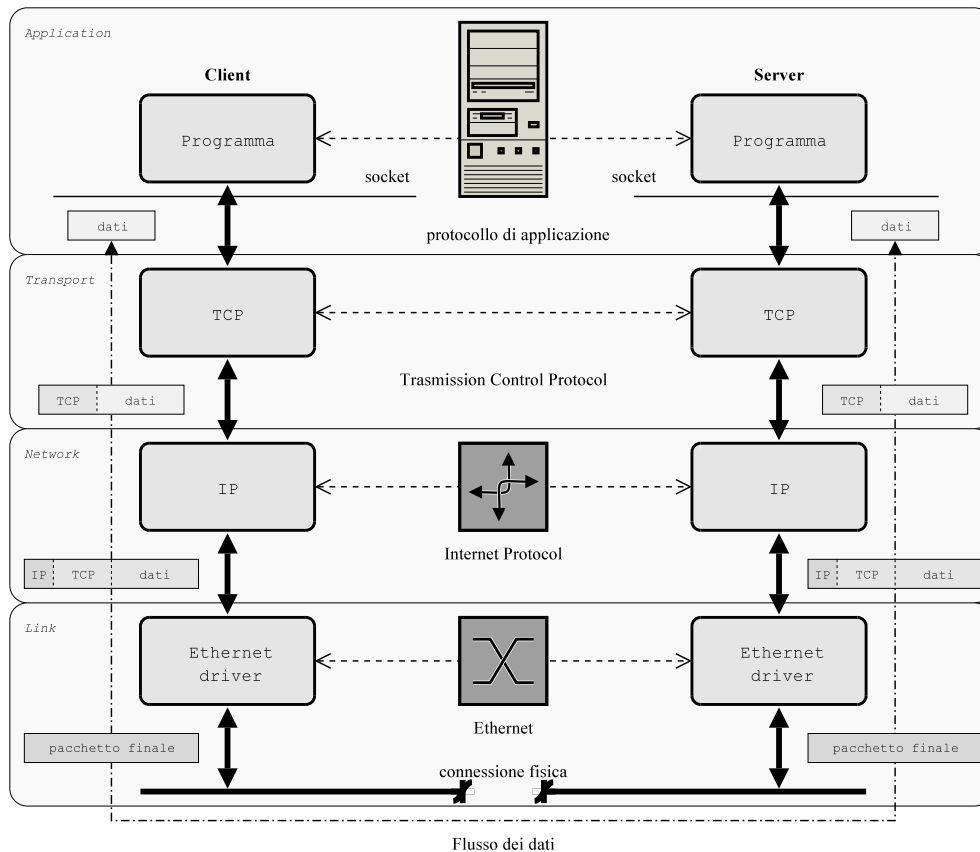 Application
Client
Server
Programma
Programma
socket
socket
dati
dati
protocollo di applicazione
Transport
TCP
TCP
Trasmission Control Protocol
TCP dati
TCP dati
Network
IP
IP
Internet Protocol
IP TCP dati
IP TCP dati
Link
Ethernet
driver
Ethernet
driver
Ethernet
pacchetto finale
pacchetto finale
connessione fisica
Flusso dei dati